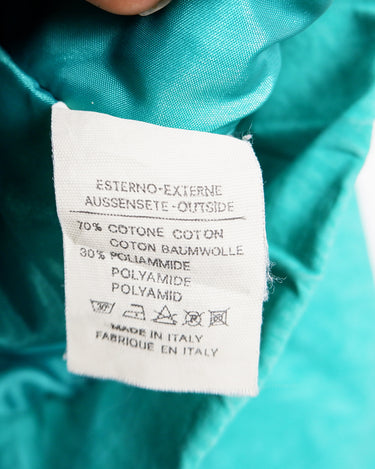 ESTERNO-EXTERNE
AUSSENSETE-OUTSIDE
70% COTONE COTON
COTON BAUMWOLLE
30% POLIAMMIDE
POLYAMIDE
POLYAMID
MADE IN ITALY
FABRIQUE EN ITALY